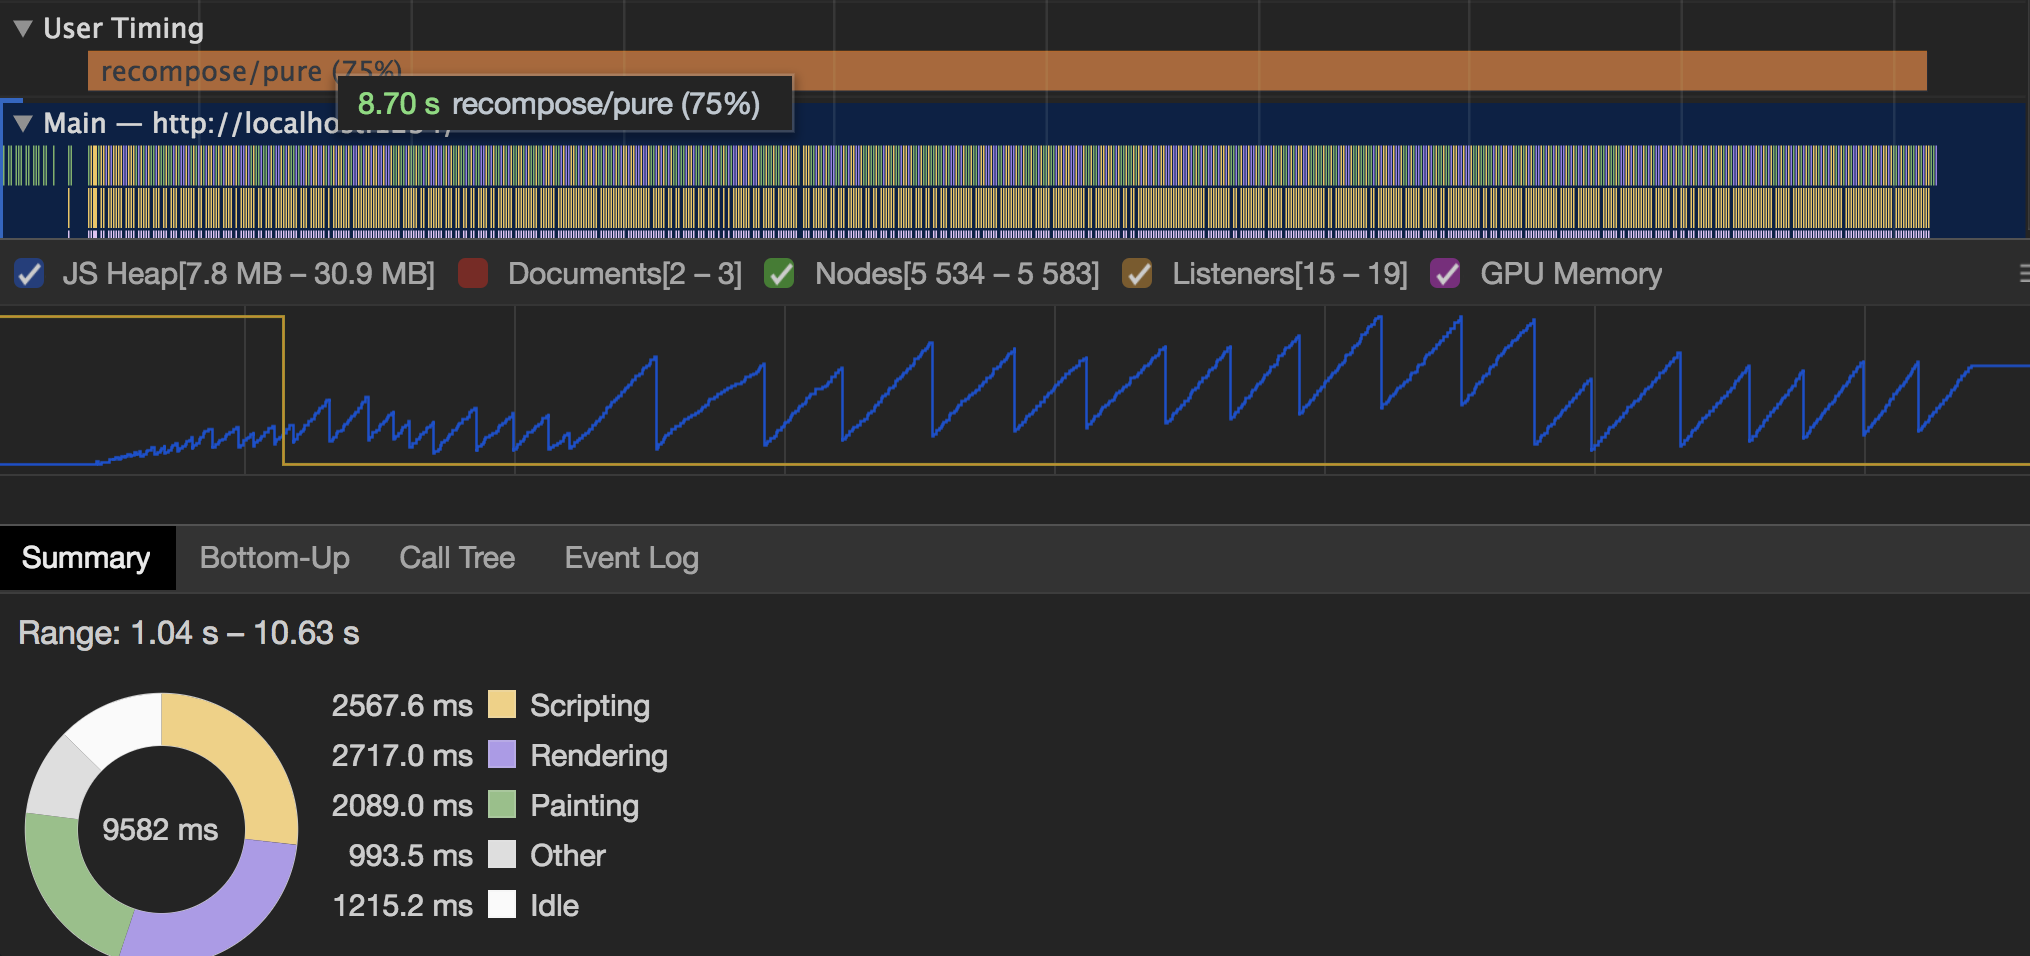 User Timing
recompose/pure (75%)
8.70 s recompose/pure (75%)
Main — http://localhost
JS Heap[7.8 MB – 30.9 MB] Documents[2 – 3] Nodes[5 534 – 5 583] Listeners[15 – 19] GPU Memory
Summary Bottom-Up Call Tree Event Log
Range: 1.04 s – 10.63 s
2567.6 ms Scripting
2717.0 ms Rendering
2089.0 ms Painting
9582 ms
993.5 ms Other
1215.2 ms Idle